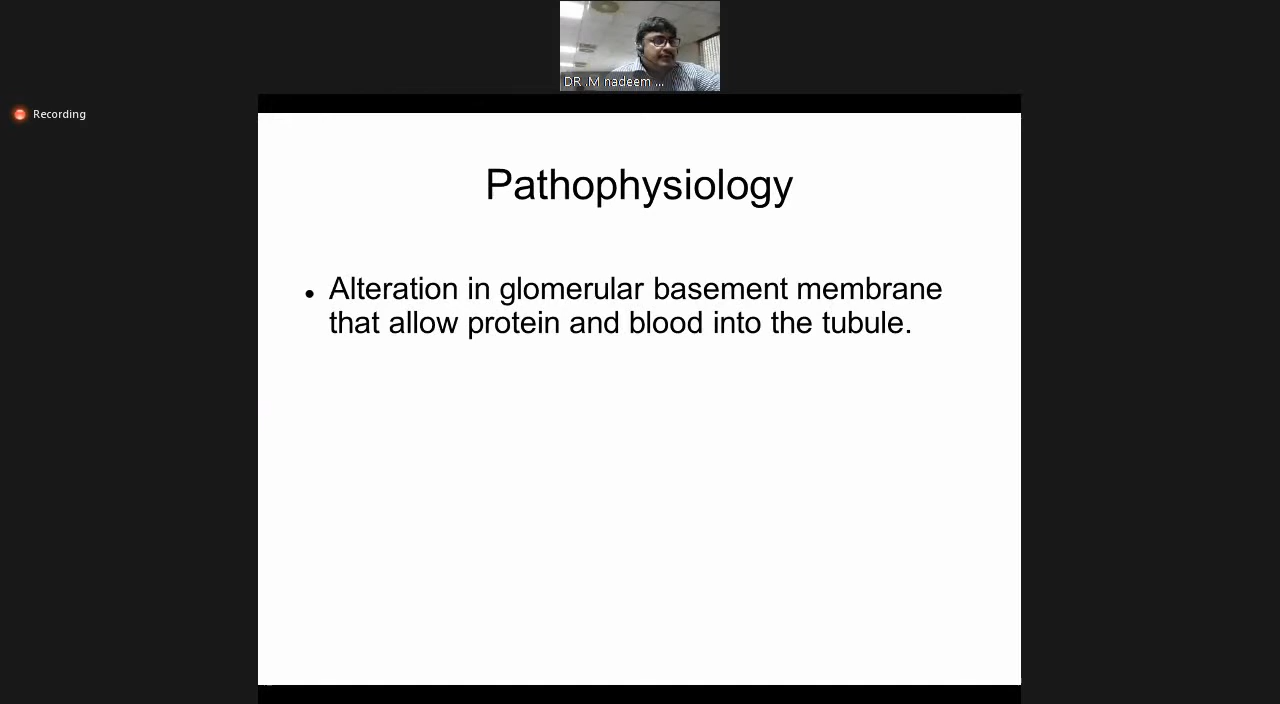 DR .M nadeem ...
Recording
Pathophysiology
• Alteration in glomerular basement membrane
that allow protein and blood into the tubule.